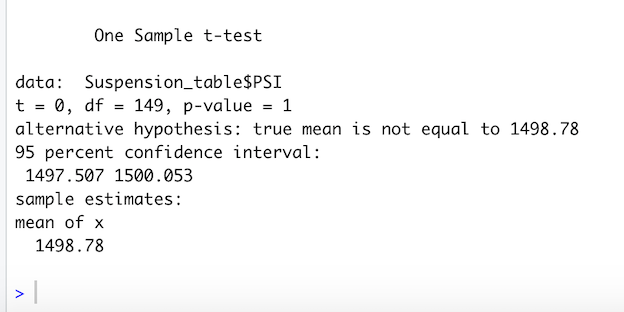 One Sample t-test
data:  Suspension_table$PSI
t = 0, df = 149, p-value = 1
alternative hypothesis: true mean is not equal to 1498.78
95 percent confidence interval:
 1497.507 1500.053
sample estimates:
mean of x
  1498.78
>